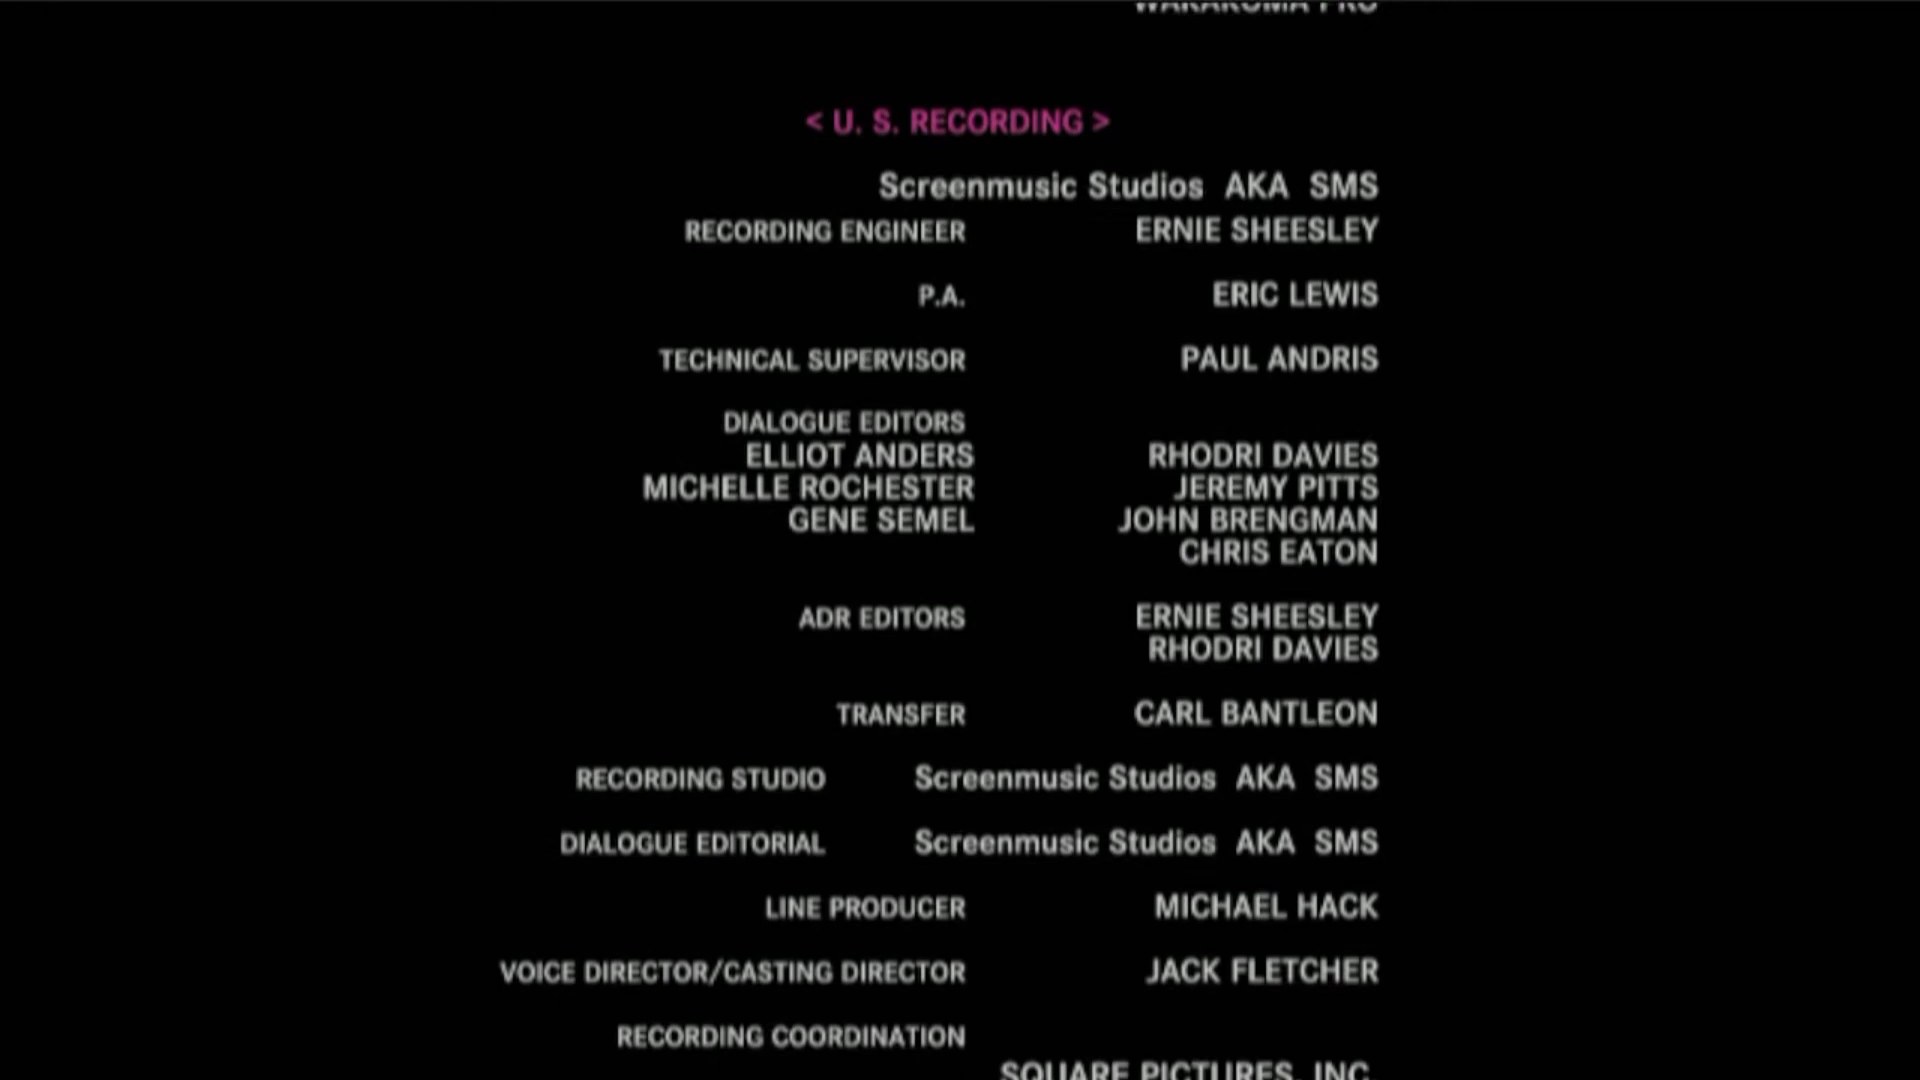 WAKAKOMA PRO
< U. S. RECORDING >
Screenmusic Studios AKA SMS
RECORDING ENGINEER ERNIE SHEESLEY
P.A. ERIC LEWIS
TECHNICAL SUPERVISOR PAUL ANDRIS
DIALOGUE EDITORS
ELLIOT ANDERS RHODRI DAVIES
MICHELLE ROCHESTER JEREMY PITTS
GENE SEMEL JOHN BRENGMAN
CHRIS EATON
ADR EDITORS ERNIE SHEESLEY
RHODRI DAVIES
TRANSFER CARL BANTLEON
RECORDING STUDIO Screenmusic Studios AKA SMS
DIALOGUE EDITORIAL Screenmusic Studios AKA SMS
LINE PRODUCER MICHAEL HACK
VOICE DIRECTOR/CASTING DIRECTOR JACK FLETCHER
RECORDING COORDINATION
SQUARE PICTURES, INC.